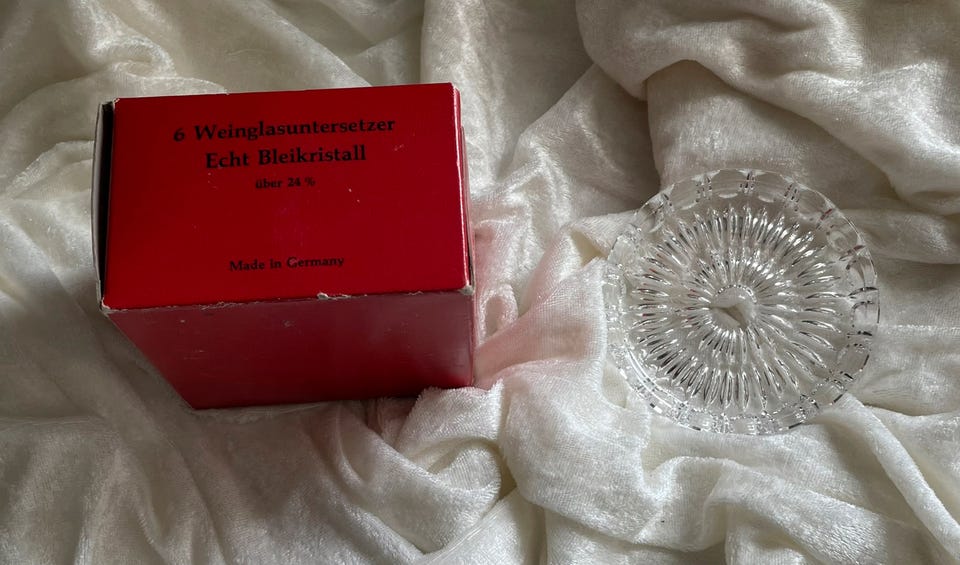 6 Weinglasuntersetzer
Echt Bleikristall
über 24 %
Made in Germany